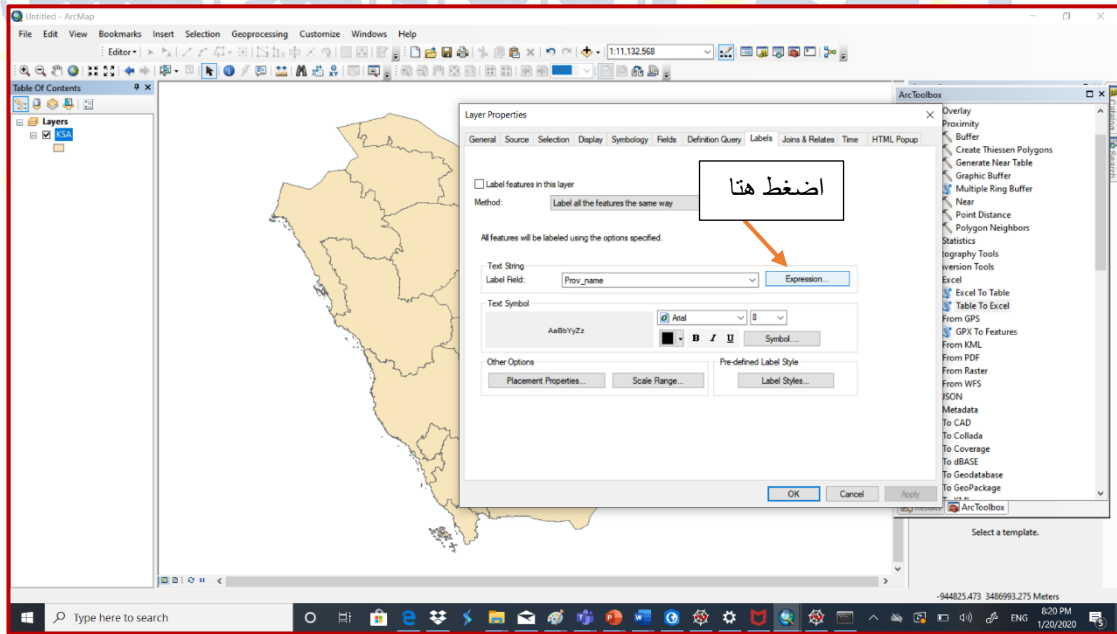 Untitled - ArcMap
File Edit View Bookmarks Insert Selection Geoprocessing Customize Windows Help
Editor
1:11,132.568
Table Of Contents
Layers
KSA
ArcToolbox
Catalog
Search
Layer Properties
General Source Selection Display Symbology Fields Definition Query Labels Joins & Relates Time HTML Popup
اضغط هنا
Label features in this layer
Method: Label all the features the same way
All features will be labeled using the options specified.
Text String
Label Field: Prov_name Expression...
Text Symbol
AaBbYyZz
Arial 8
B I U Symbol...
Other Options
Placement Properties... Scale Range...
Pre-defined Label Style
Label Styles...
OK Cancel Apply
Overlay
Proximity
Buffer
Create Thiessen Polygons
Generate Near Table
Graphic Buffer
Multiple Ring Buffer
Near
Point Distance
Polygon Neighbors
Statistics
tography Tools
version Tools
Excel
Excel To Table
Table To Excel
From GPS
GPX To Features
From KML
From PDF
From Raster
From WFS
JSON
Metadata
To CAD
To Collada
To Coverage
To dBASE
To Geodatabase
To GeoPackage
ArcToolbox
Select a template.
-944825.473 3486993.275 Meters
Type here to search
ENG
8:20 PM
1/20/2020